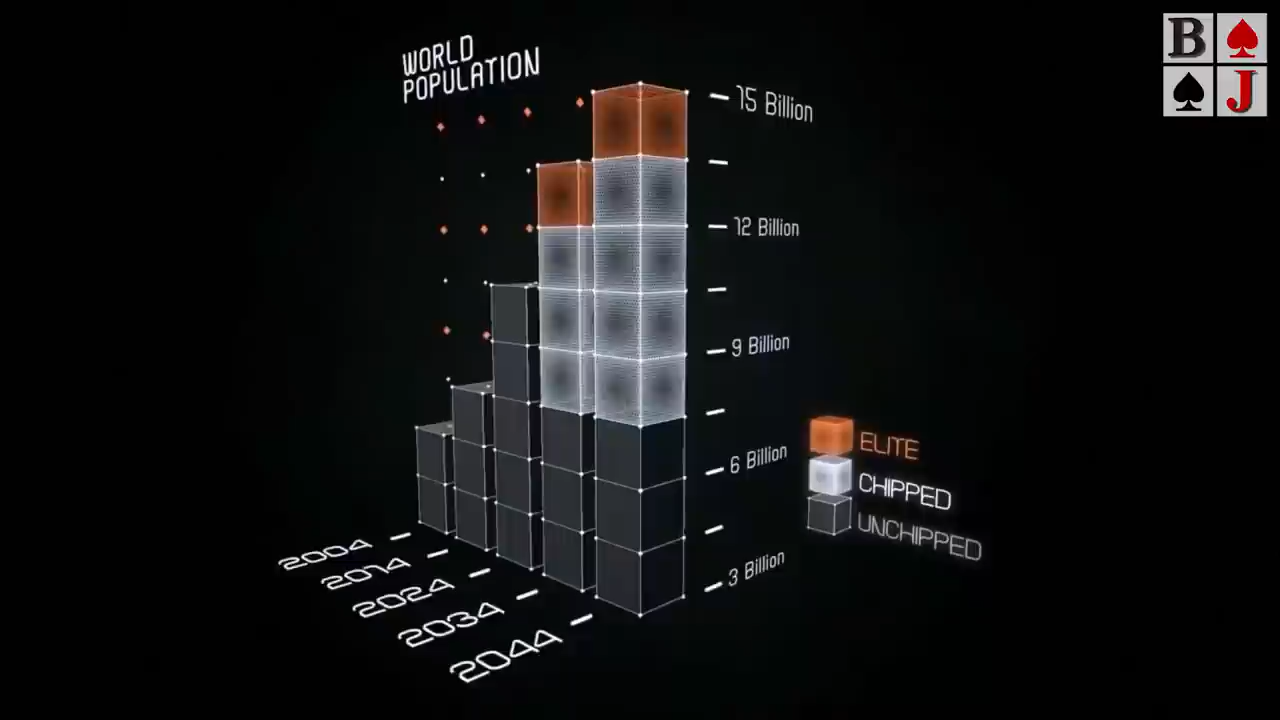 WORLD
POPULATION
15 Billion
12 Billion
9 Billion
6 Billion
3 Billion
ELITE
CHIPPED
UNCHIPPED
2004
2014
2024
2034
2044
B
J